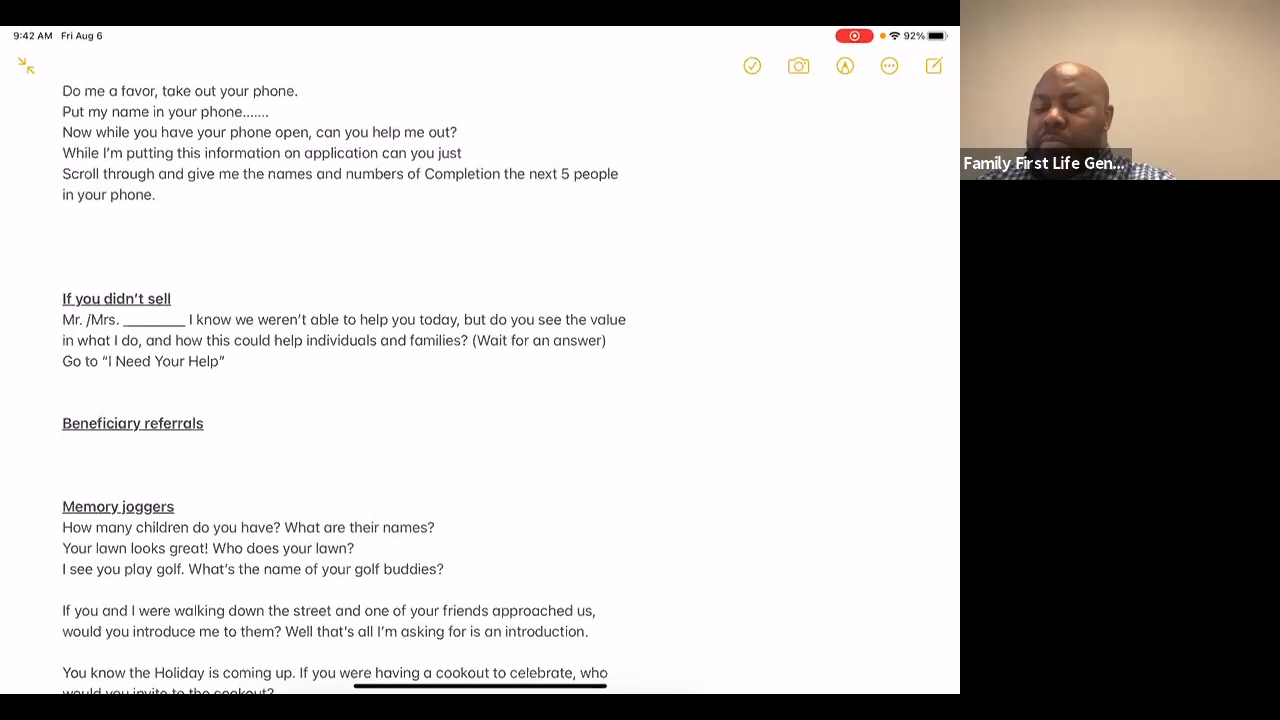 9:42 AM Fri Aug 6
92%
Do me a favor, take out your phone.
Put my name in your phone.......
Now while you have your phone open, can you help me out?
While I'm putting this information on application can you just
Scroll through and give me the names and numbers of Completion the next 5 people
in your phone.
If you didn't sell
Mr. /Mrs. ________ I know we weren't able to help you today, but do you see the value
in what I do, and how this could help individuals and families? (Wait for an answer)
Go to “I Need Your Help”
Beneficiary referrals
Memory joggers
How many children do you have? What are their names?
Your lawn looks great! Who does your lawn?
I see you play golf. What's the name of your golf buddies?
If you and I were walking down the street and one of your friends approached us,
would you introduce me to them? Well that's all I'm asking for is an introduction.
You know the Holiday is coming up. If you were having a cookout to celebrate, who
would you invite to the cookout?
Family First Life Gen...